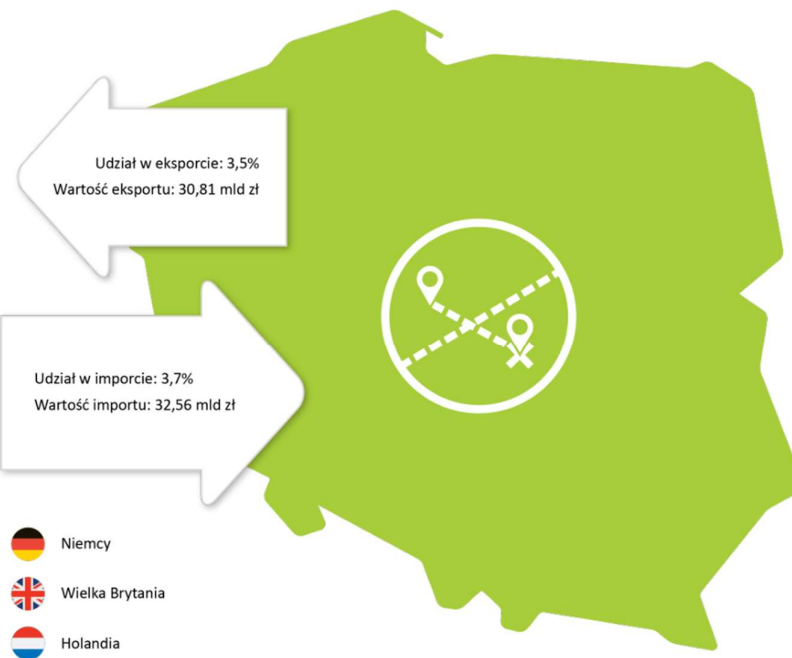 Udział w eksporcie: 3,5%
Wartość eksportu: 30,81 mld zł
Udział w imporcie: 3,7%
Wartość importu: 32,56 mld zł
Niemcy
Wielka Brytania
Holandia